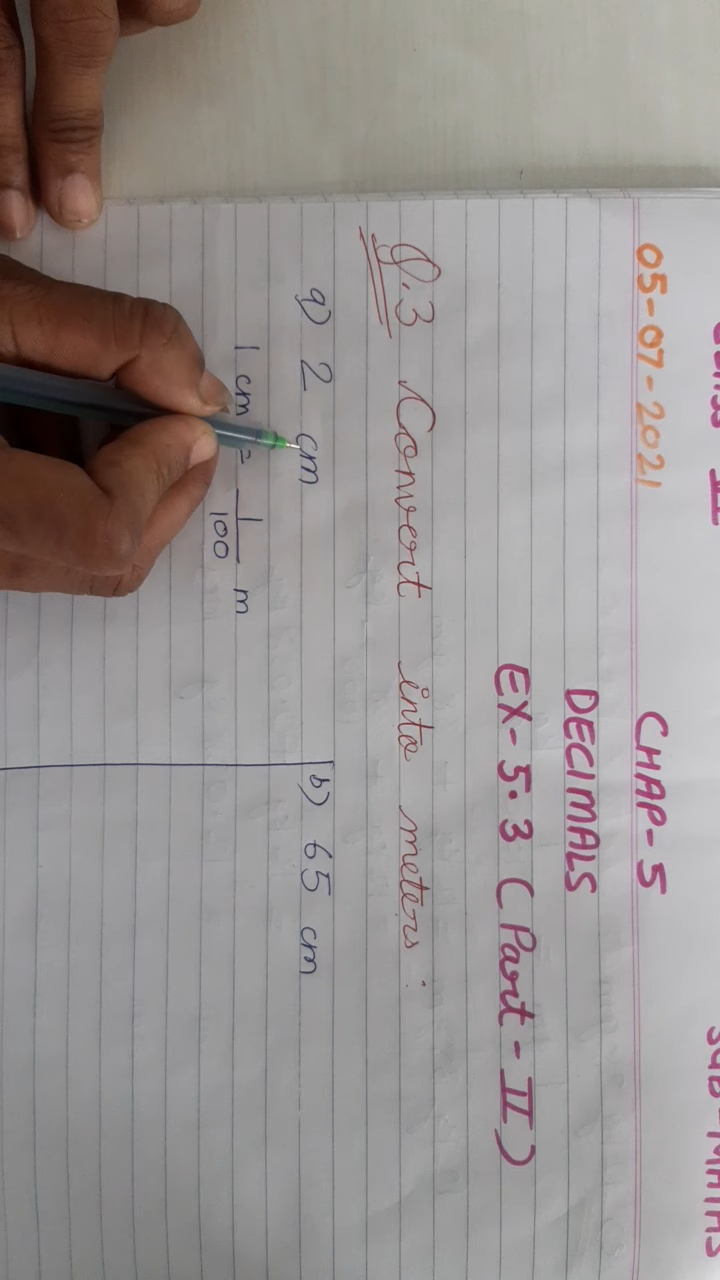 05-07-2021
CHAP-5
DECIMALS
EX-5.3 (Part-II)
Q.3 Convert into meters:
a) 2 cm
b) 65 cm
1 cm = 1/100 m